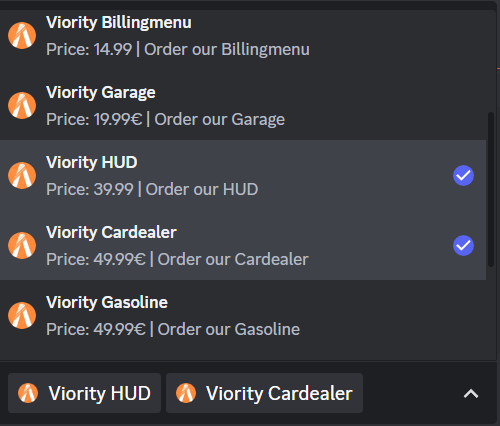 Viority Billingmenu
Price: 14.99 | Order our Billingmenu
Viority Garage
Price: 19.99€ | Order our Garage
Viority HUD
Price: 39.99 | Order our HUD
Viority Cardealer
Price: 49.99€ | Order our Cardealer
Viority Gasoline
Price: 49.99€ | Order our Gasoline
Viority HUD Viority Cardealer